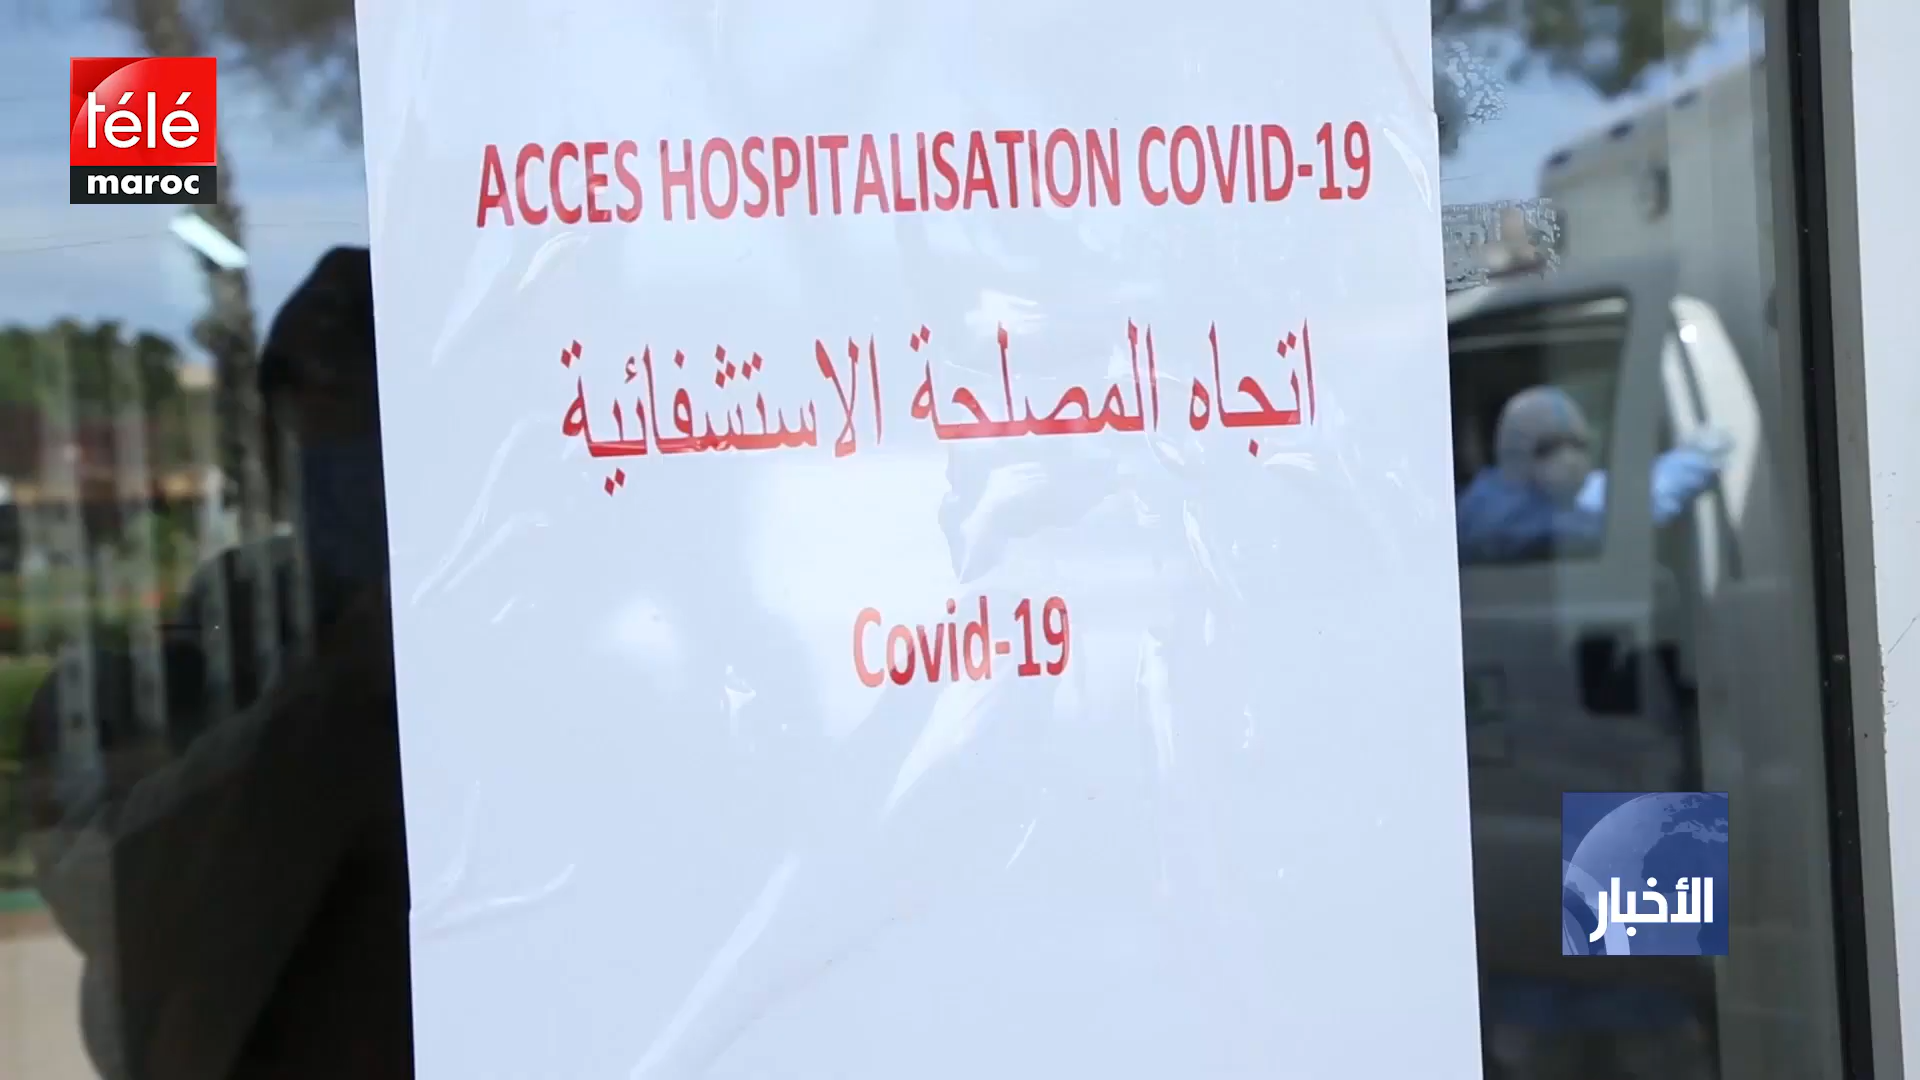 télé
maroc
ACCES HOSPITALISATION COVID-19
اتجاه المصلحة الاستشفائية
Covid-19
الأخبار